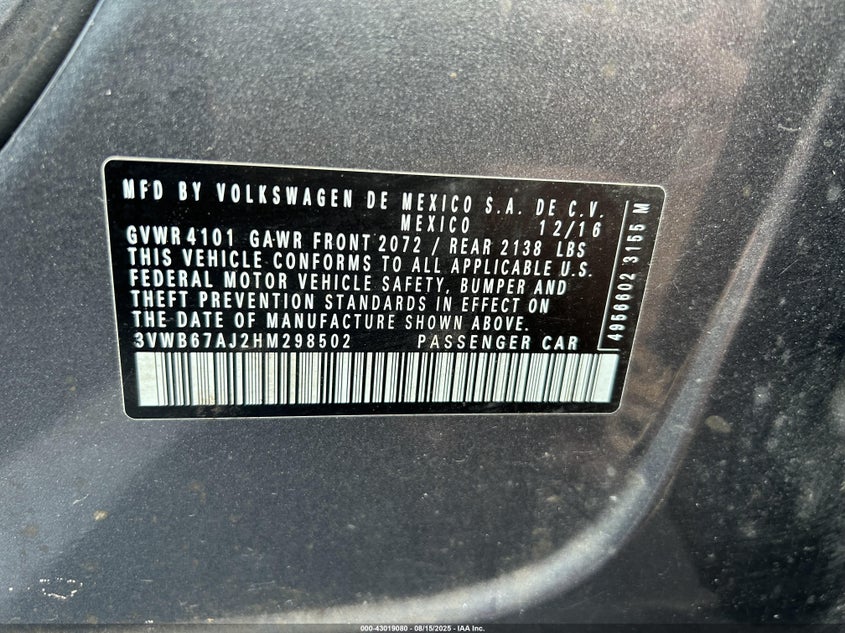 MFD BY VOLKSWAGEN DE MEXICO S.A. DE C.V.
MEXICO 12/16
GVWR 4101 GAWR FRONT 2072 / REAR 2138 LBS
THIS VEHICLE CONFORMS TO ALL APPLICABLE U.S.
FEDERAL MOTOR VEHICLE SAFETY, BUMPER AND
THEFT PREVENTION STANDARDS IN EFFECT ON
THE DATE OF MANUFACTURE SHOWN ABOVE.
3VWB67AJ2HM298502 PASSENGER CAR
4956602 3155 M
000-43019080 - 08/15/2025 - IAA Inc.